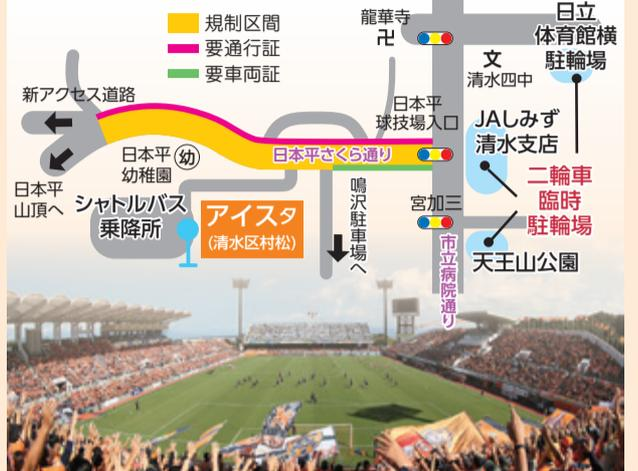 日立
体育館横
駐輪場
龍華寺
卍
規制区間
要通行証
要車両証
文
清水四中
新アクセス道路
日本平
球技場入口
JAしみず
清水支店
日本平
幼稚園
幼
日本平さくら通り
日本平
山頂へ
シャトルバス
乗降所
アイスタ
(清水区村松)
鳴沢駐車場へ
宮加三
二輪車
臨時
駐輪場
市立病院通り
天王山公園